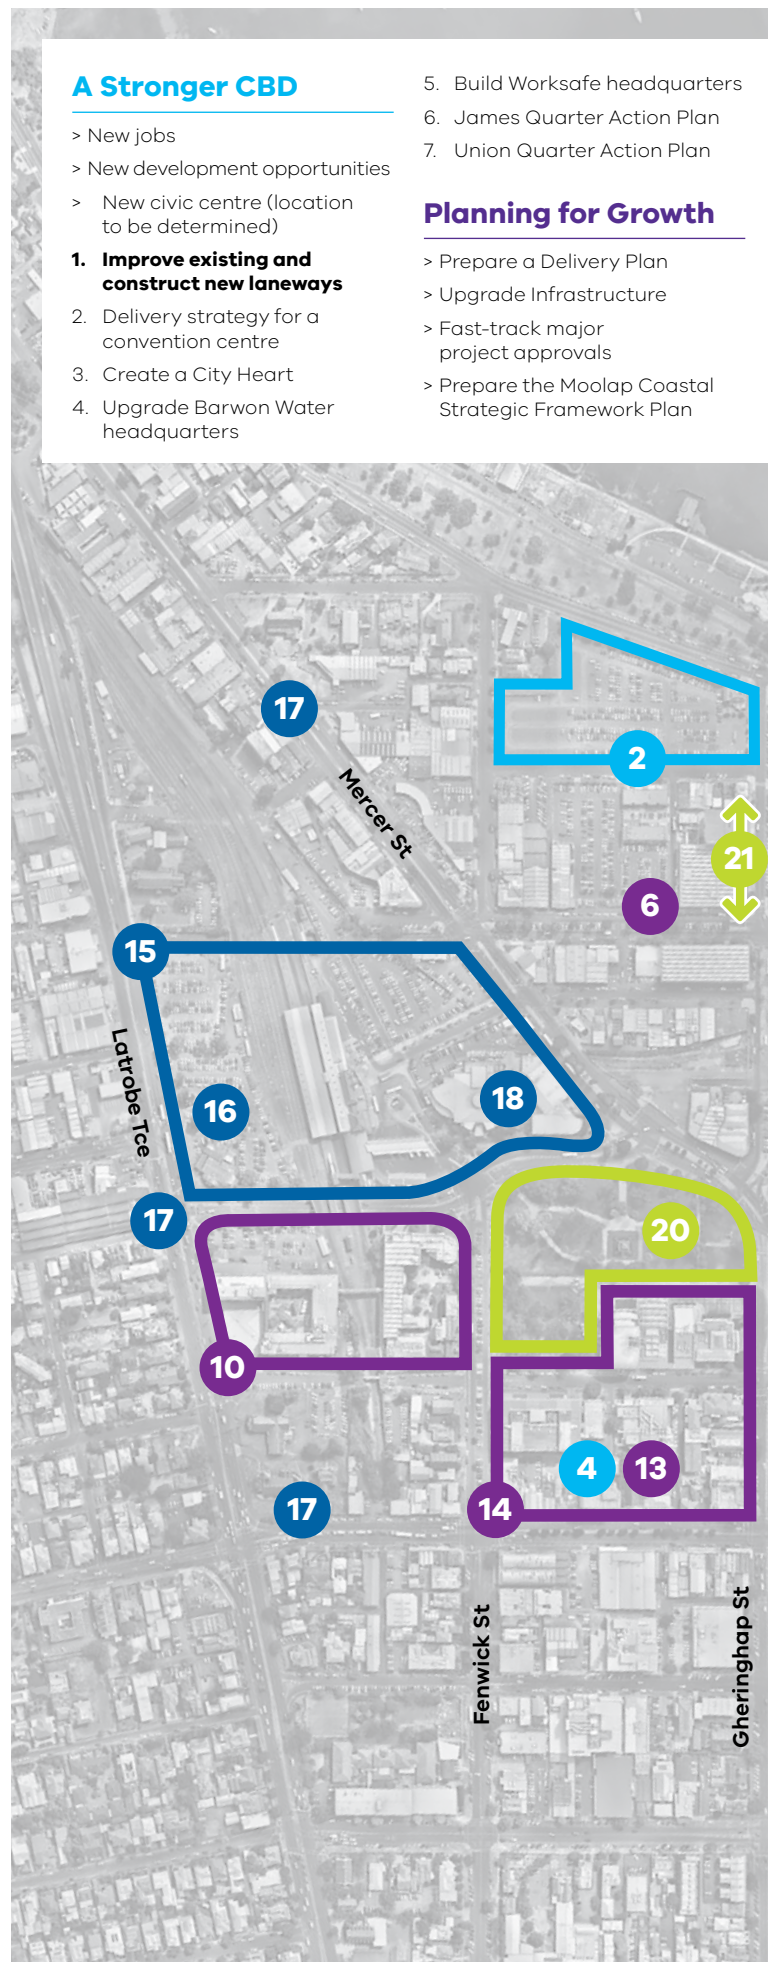 A Stronger CBD
> New jobs
> New development opportunities
> New civic centre (location
to be determined)
1. Improve existing and
construct new laneways
2. Delivery strategy for a
convention centre
3. Create a City Heart
4. Upgrade Barwon Water
headquarters
5. Build Worksafe headquarters
6. James Quarter Action Plan
7. Union Quarter Action Plan
Planning for Growth
> Prepare a Delivery Plan
> Upgrade Infrastructure
> Fast-track major
project approvals
> Prepare the Moolap Coastal
Strategic Framework Plan
17
2
Mercer St
21
6
15
Latrobe Tce
16
18
17
20
10
4
13
17
14
Fenwick St
Gheringhap St